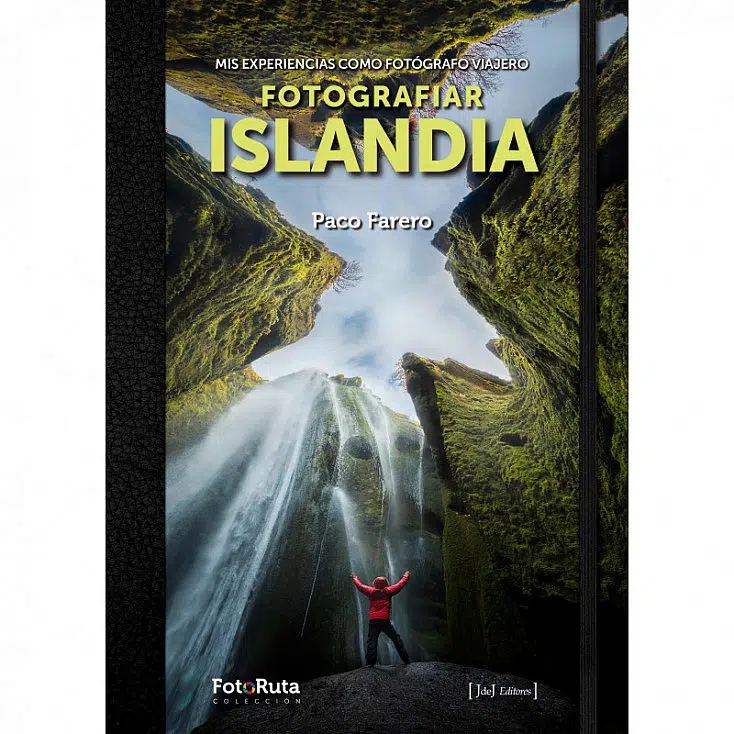 MIS EXPERIENCIAS COMO FOTÓGRAFO VIAJERO
FOTOGRAFIAR
ISLANDIA
Paco Farero
FotoRuta
COLECCIÓN
[ JdeJ Editores ]